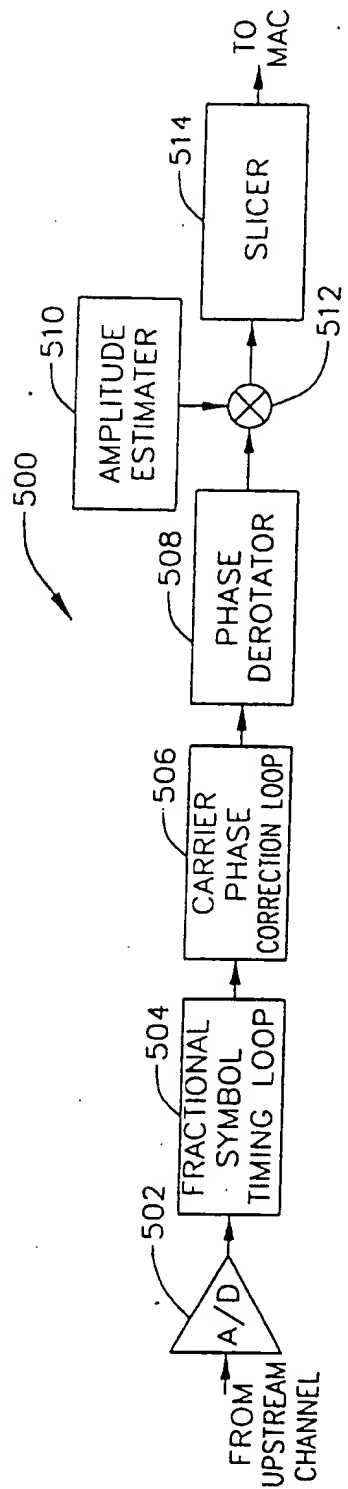 500
FROM
UPSTREAM
CHANNEL
502
A/D
504
FRACTIONAL
SYMBOL
TIMING LOOP
506
CARRIER
PHASE
CORRECTION LOOP
508
PHASE
DEROTATOR
510
AMPLITUDE
ESTIMATER
512
514
SLICER
TO
MAC